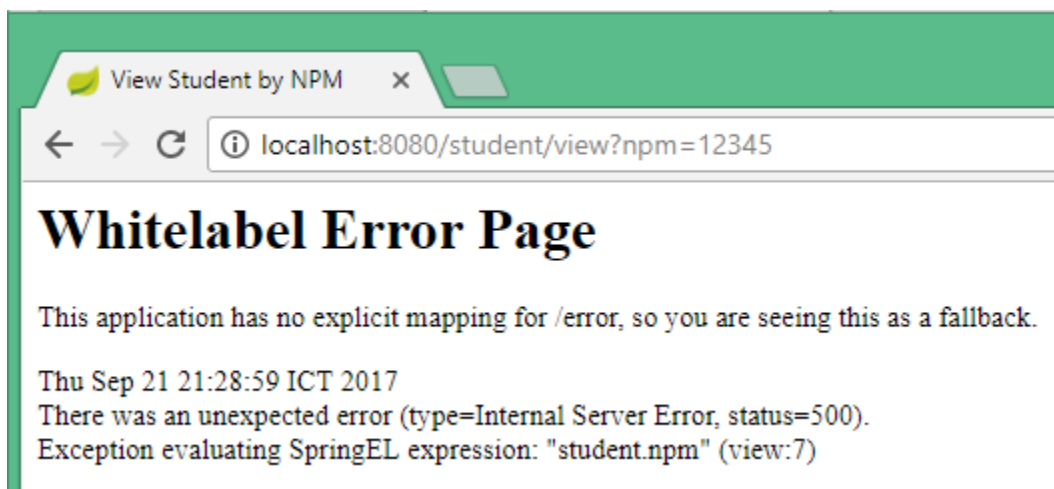 View Student by NPM
localhost:8080/student/view?npm=12345
Whitelabel Error Page
This application has no explicit mapping for /error, so you are seeing this as a fallback.
Thu Sep 21 21:28:59 ICT 2017
There was an unexpected error (type=Internal Server Error, status=500).
Exception evaluating SpringEL expression: "student.npm" (view:7)